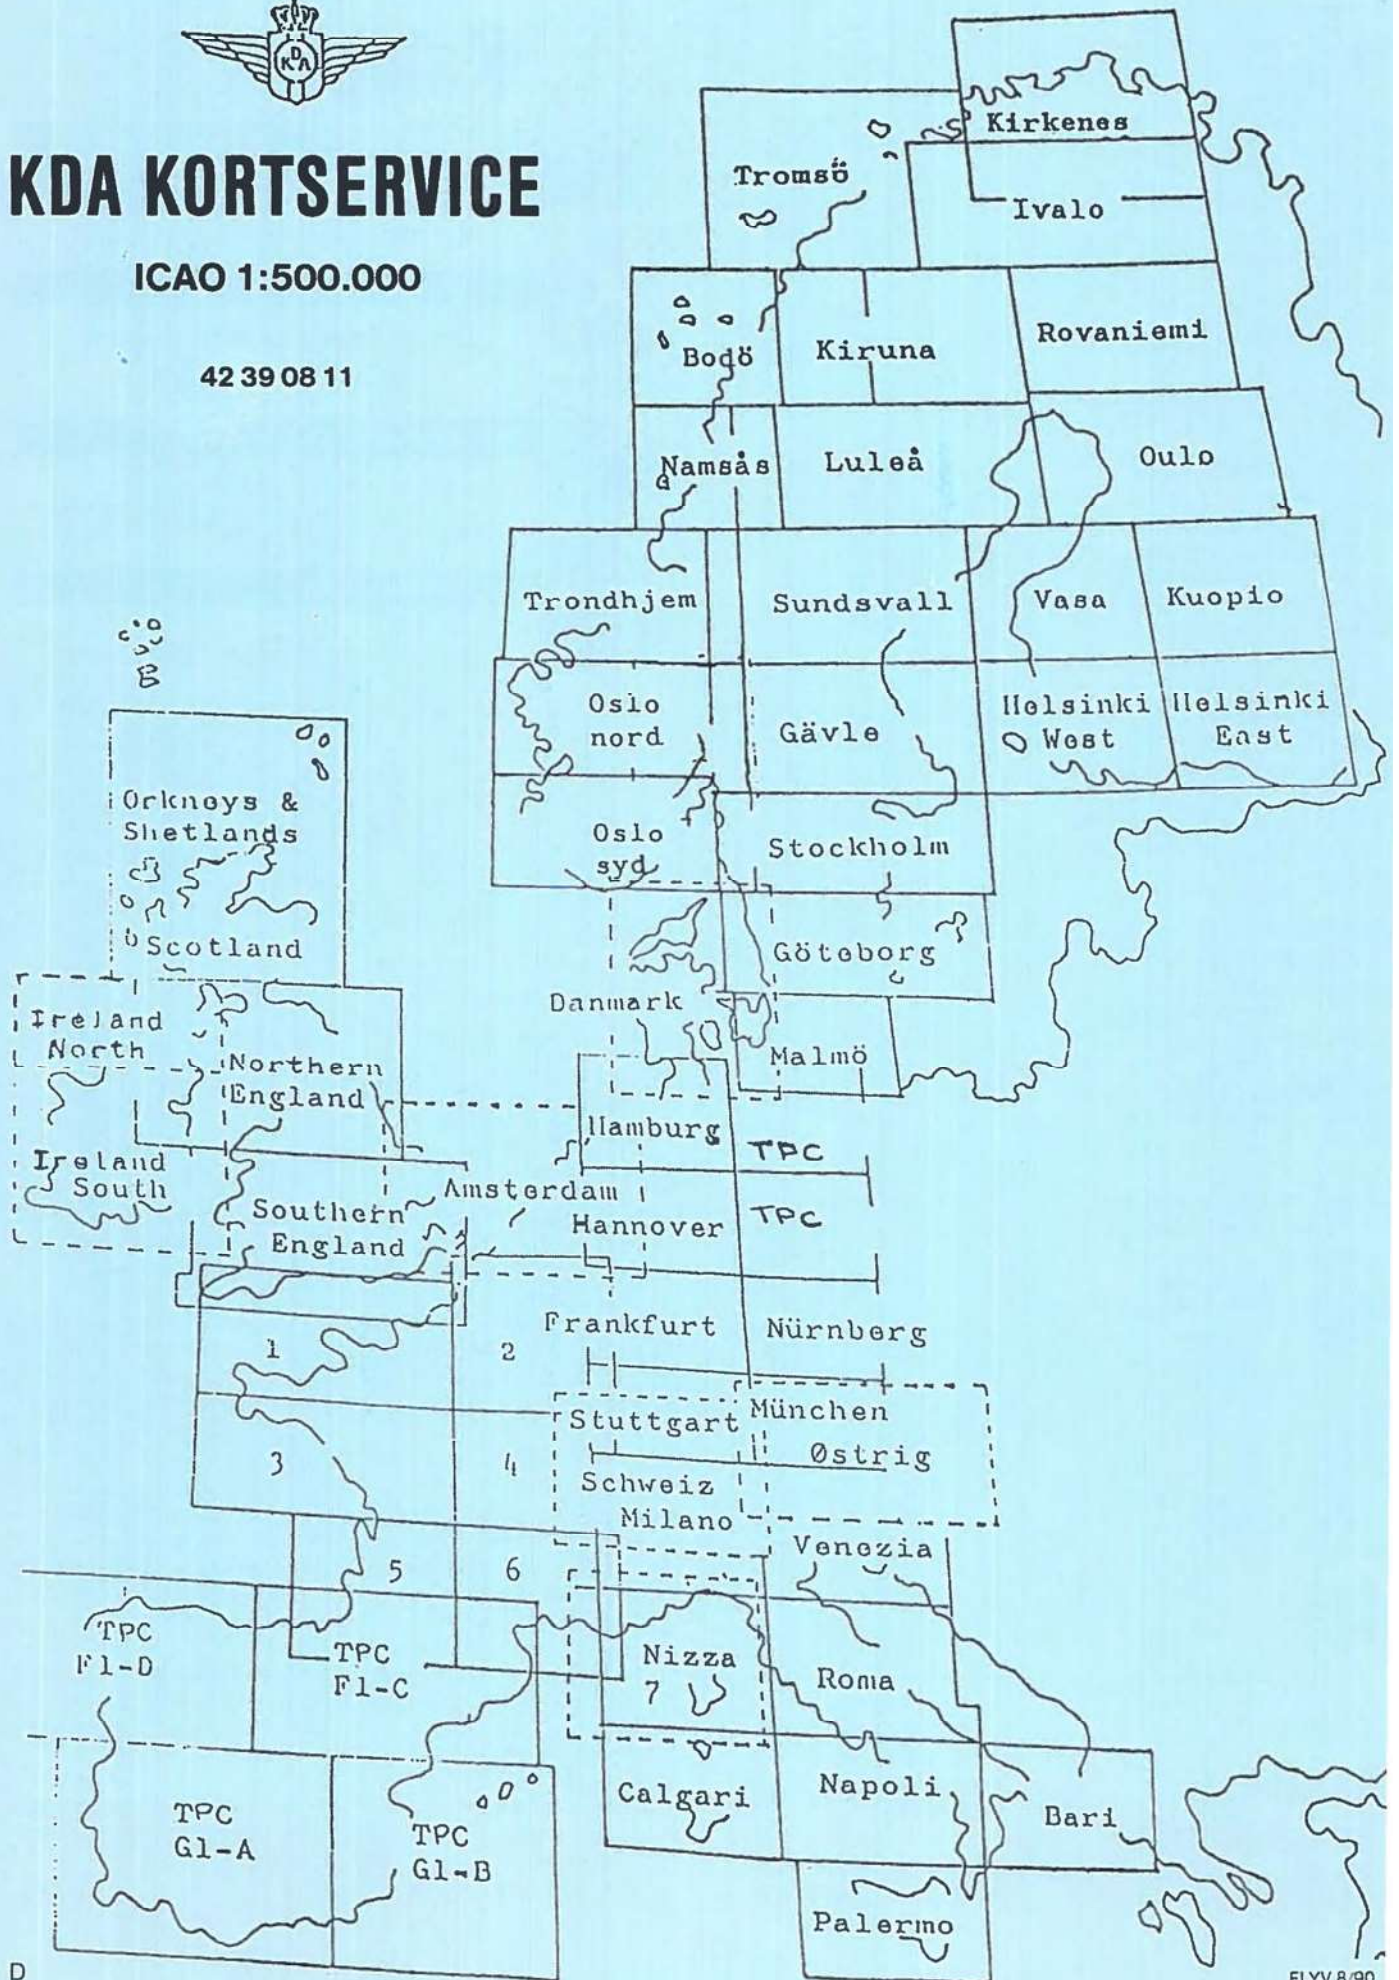 KDA
KDA KORTSERVICE
ICAO 1:500.000
42 39 08 11
Kirkenes
Tromsö
Ivalo
Bodö
Kiruna
Rovaniemi
Namsås
Luleå
Oulo
Trondhjem
Sundsvall
Vasa
Kuopio
Oslo
nord
Gävle
Helsinki
West
Helsinki
East
Orkneys &
Shetlands
Oslo
syd
Stockholm
Scotland
Göteborg
Ireland
North
Danmark
Northern
England
Malmö
Hamburg
TPC
Ireland
South
Amsterdam
TPC
Southern
England
Hannover
1
2
Frankfurt
Nürnberg
Stuttgart
München
3
4
Østrig
Schweiz
Milano
Venezia
5
6
TPC
F1-D
TPC
F1-C
Nizza
7
Roma
TPC
G1-A
TPC
G1-B
Calgari
Napoli
Bari
Palermo
D
FLYV 8/90